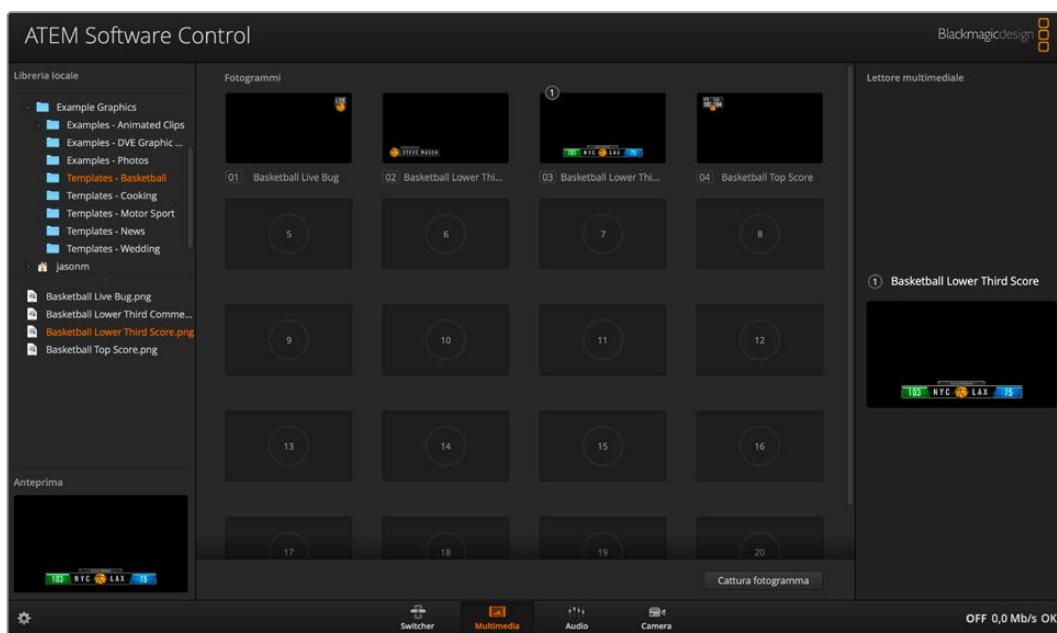 ATEM Software Control
Blackmagicdesign
Libreria locale
Example Graphics
Examples - Animated Clips
Examples - DVE Graphic ...
Examples - Photos
Templates - Basketball
Templates - Cooking
Templates - Motor Sport
Templates - News
Templates - Wedding
jasonm
Basketball Live Bug.png
Basketball Lower Third Comme...
Basketball Lower Third Score.png
Basketball Top Score.png
Anteprima
103 NYC LAX 75
Fotogrammi
LIVE
STEVE MASON
1
103 NYC LAX 75
01 Basketball Live Bug
02 Basketball Lower Thi...
03 Basketball Lower Thi...
04 Basketball Top Score
5
6
7
8
9
10
11
12
13
14
15
16
17
18
19
20
Cattura fotogramma
Lettore multimediale
1 Basketball Lower Third Score
103 NYC LAX 75
Switcher
Multimedia
Audio
Camera
OFF 0,0 Mb/s OK